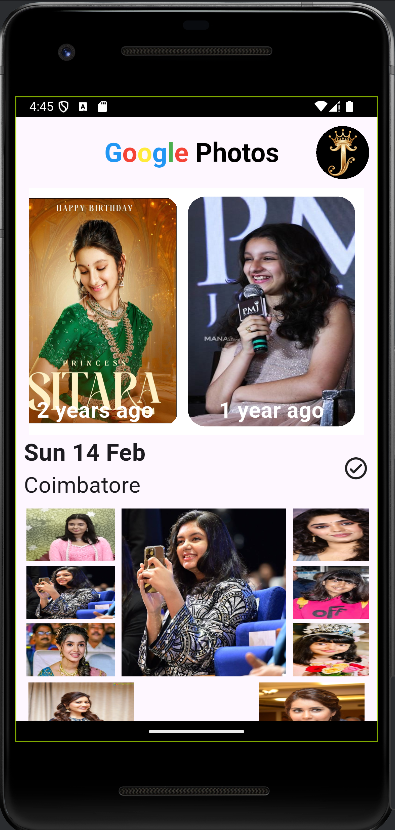 4:45
Google Photos
J
HAPPY BIRTHDAY
PRINCESS
SITARA
2 years ago
PMJ
J
PMJ
MANA
1 year ago
Sun 14 Feb
Coimbatore
OFF